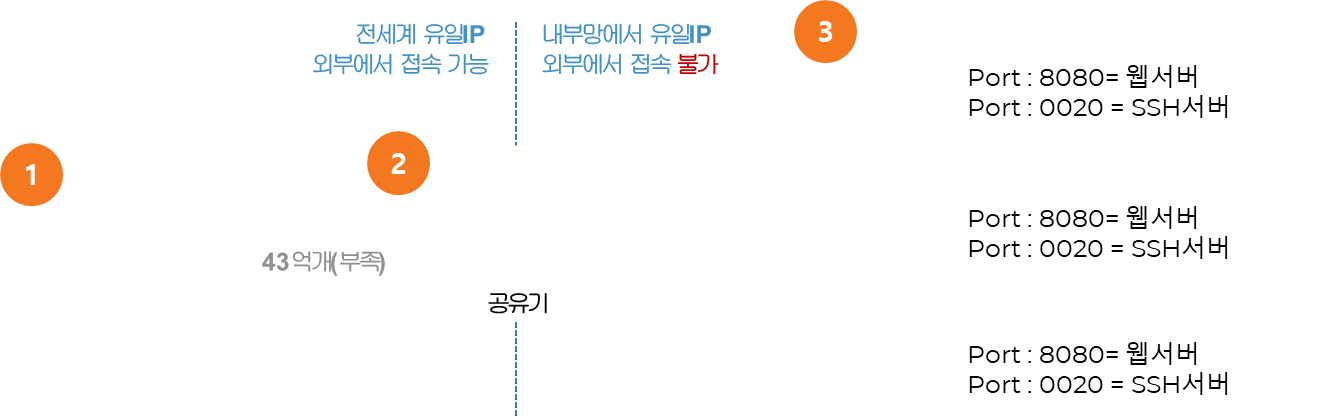 전세계 유일IP
외부에서 접속 가능
내부망에서 유일IP
외부에서 접속 불가
3
Port : 8080= 웹서버
Port : 0020 = SSH서버
1
2
Port : 8080= 웹서버
Port : 0020 = SSH서버
43억개(부족)
공유기
Port : 8080= 웹서버
Port : 0020 = SSH서버